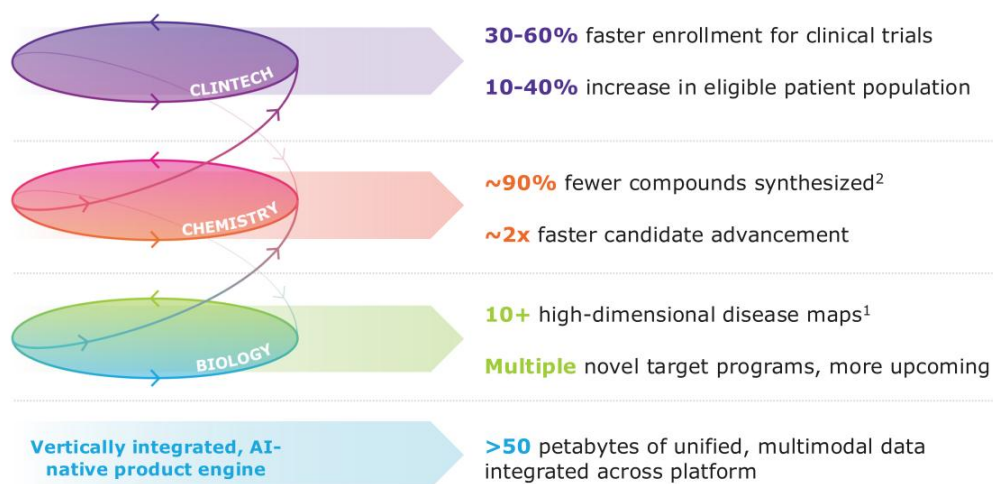 CLINTECH
30-60% faster enrollment for clinical trials
10-40% increase in eligible patient population
CHEMISTRY
~90% fewer compounds synthesized²
~2x faster candidate advancement
BIOLOGY
10+ high-dimensional disease maps¹
Multiple novel target programs, more upcoming
Vertically integrated, AI-
native product engine
>50 petabytes of unified, multimodal data
integrated across platform